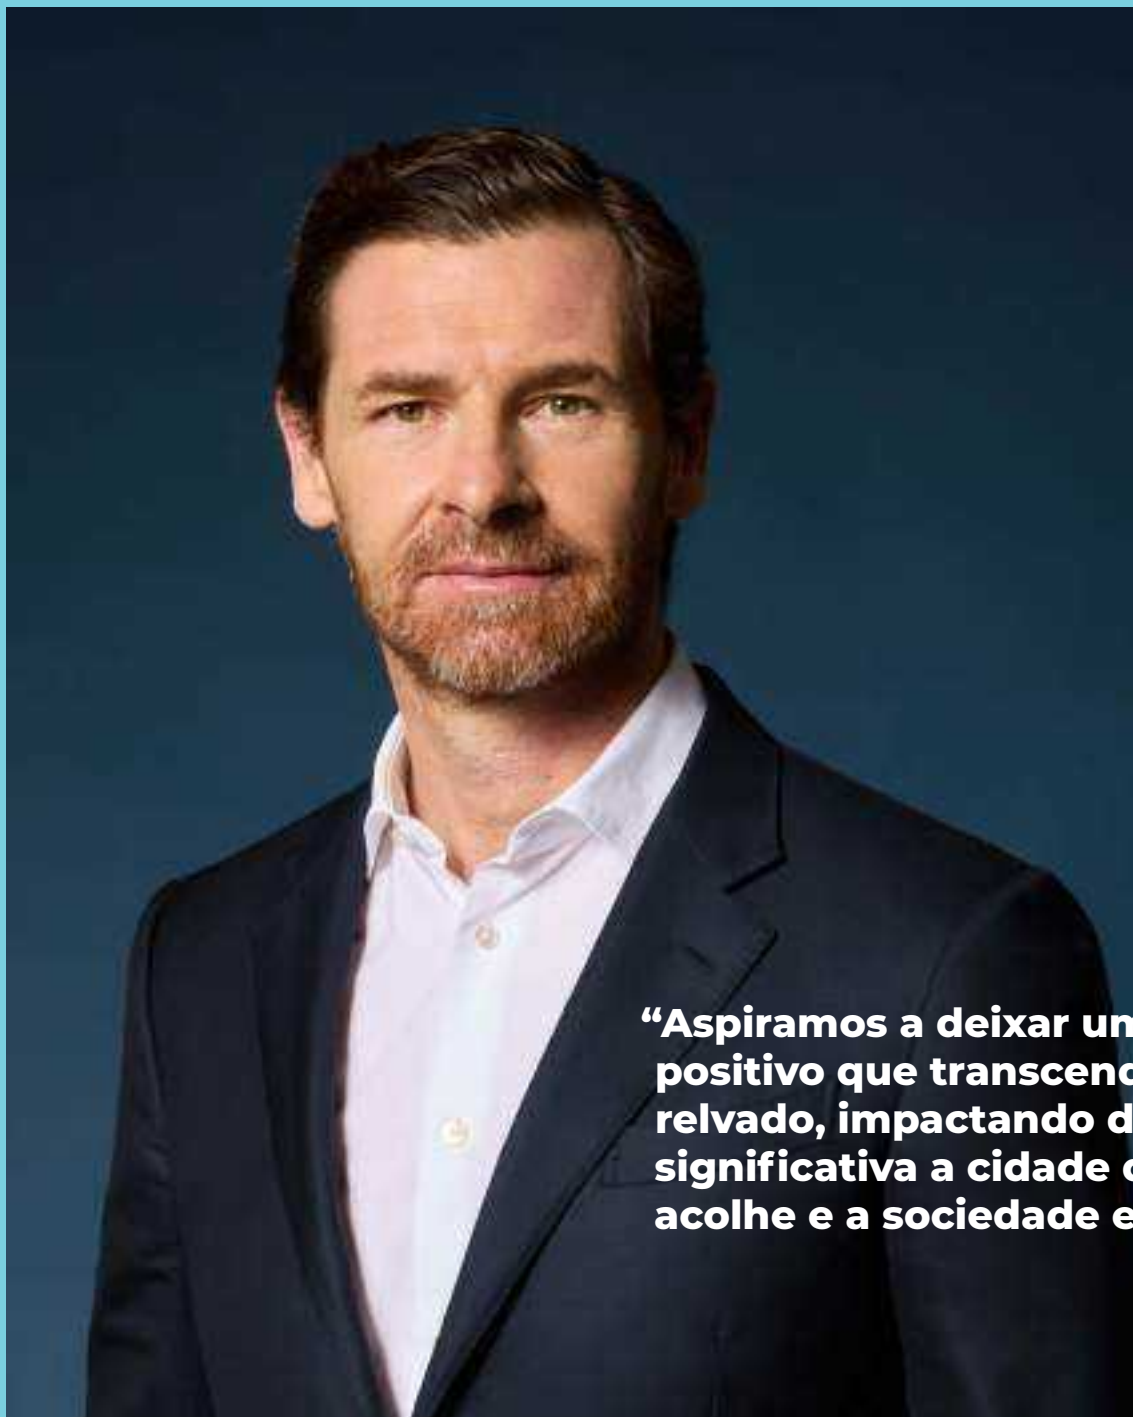 “Aspiramos a deixar um
positivo que transcend
relvado, impactando d
significativa a cidade
acolhe e a sociedade e